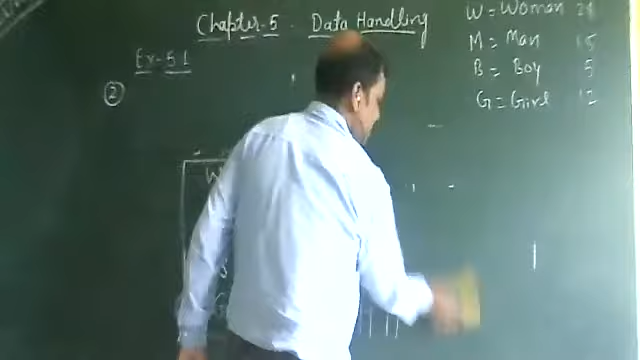 Chapter-5. Data Handling
Ex-5.1
②
W = Woman 28
M = Man 15
B = Boy 5
G = Girl 12
W
G